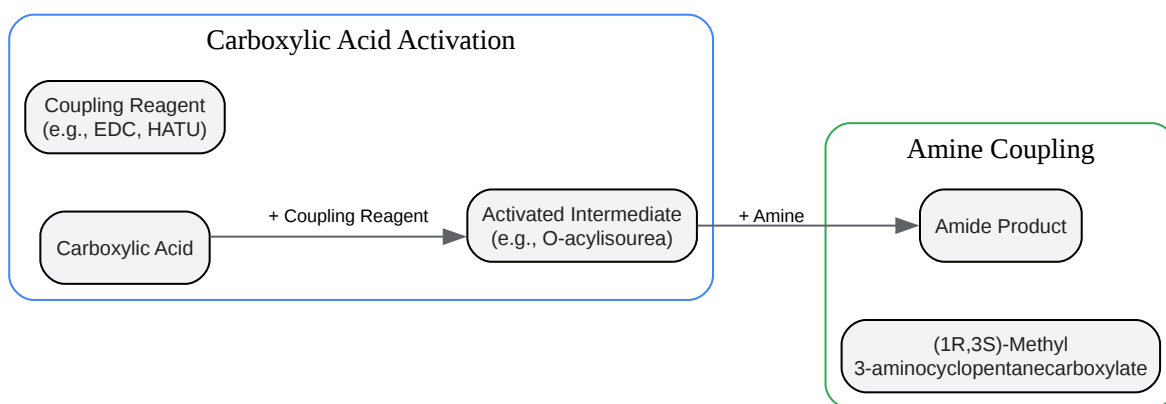 Carboxylic Acid Activation
Coupling Reagent
(e.g., EDC, HATU)
Carboxylic Acid
+ Coupling Reagent
Activated Intermediate
(e.g., O-acylisourea)
+ Amine
Amine Coupling
Amide Product
(1R,3S)-Methyl
3-aminocyclopentanecarboxylate